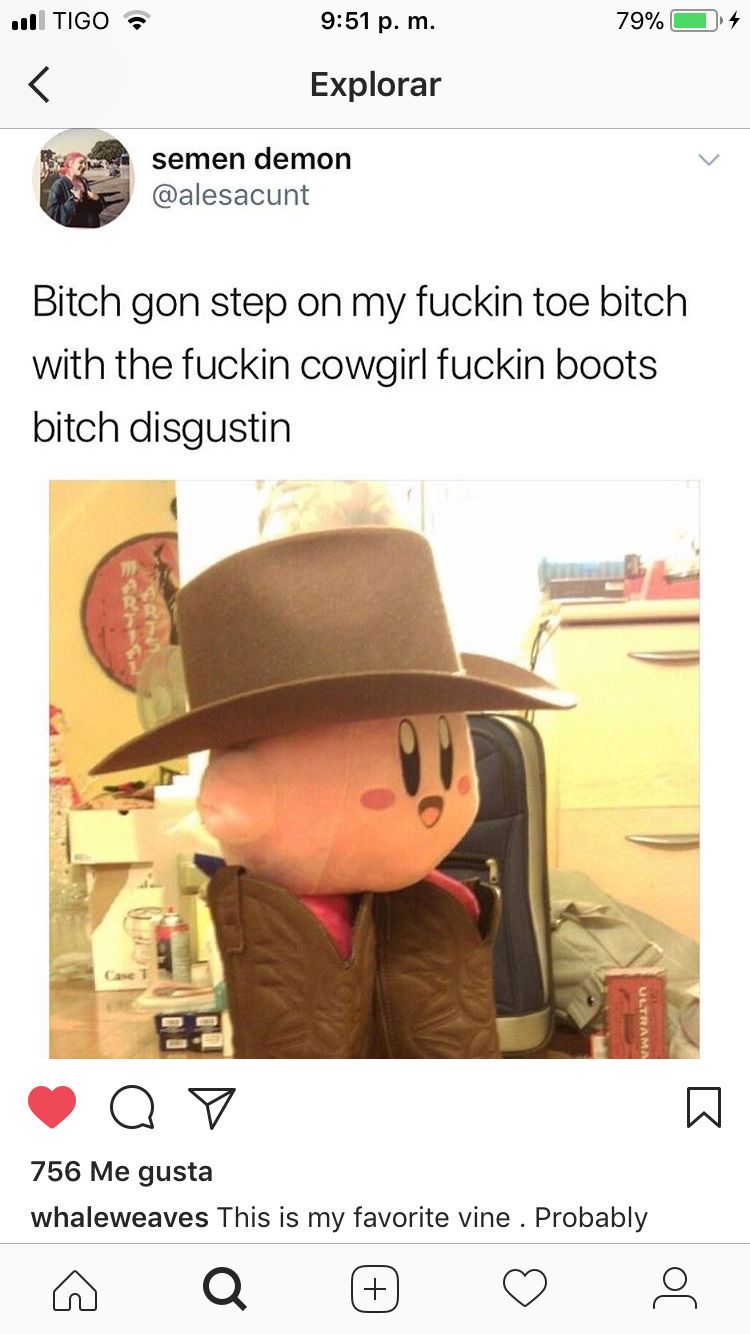 TIGO 9:51 p. m. 79%
Explorar
semen demon
@alesacunt
Bitch gon step on my fuckin toe bitch
with the fuckin cowgirl fuckin boots
bitch disgustin
MARTIAL
ARTS
Case T
ULTRAMA
756 Me gusta
whaleweaves This is my favorite vine . Probably